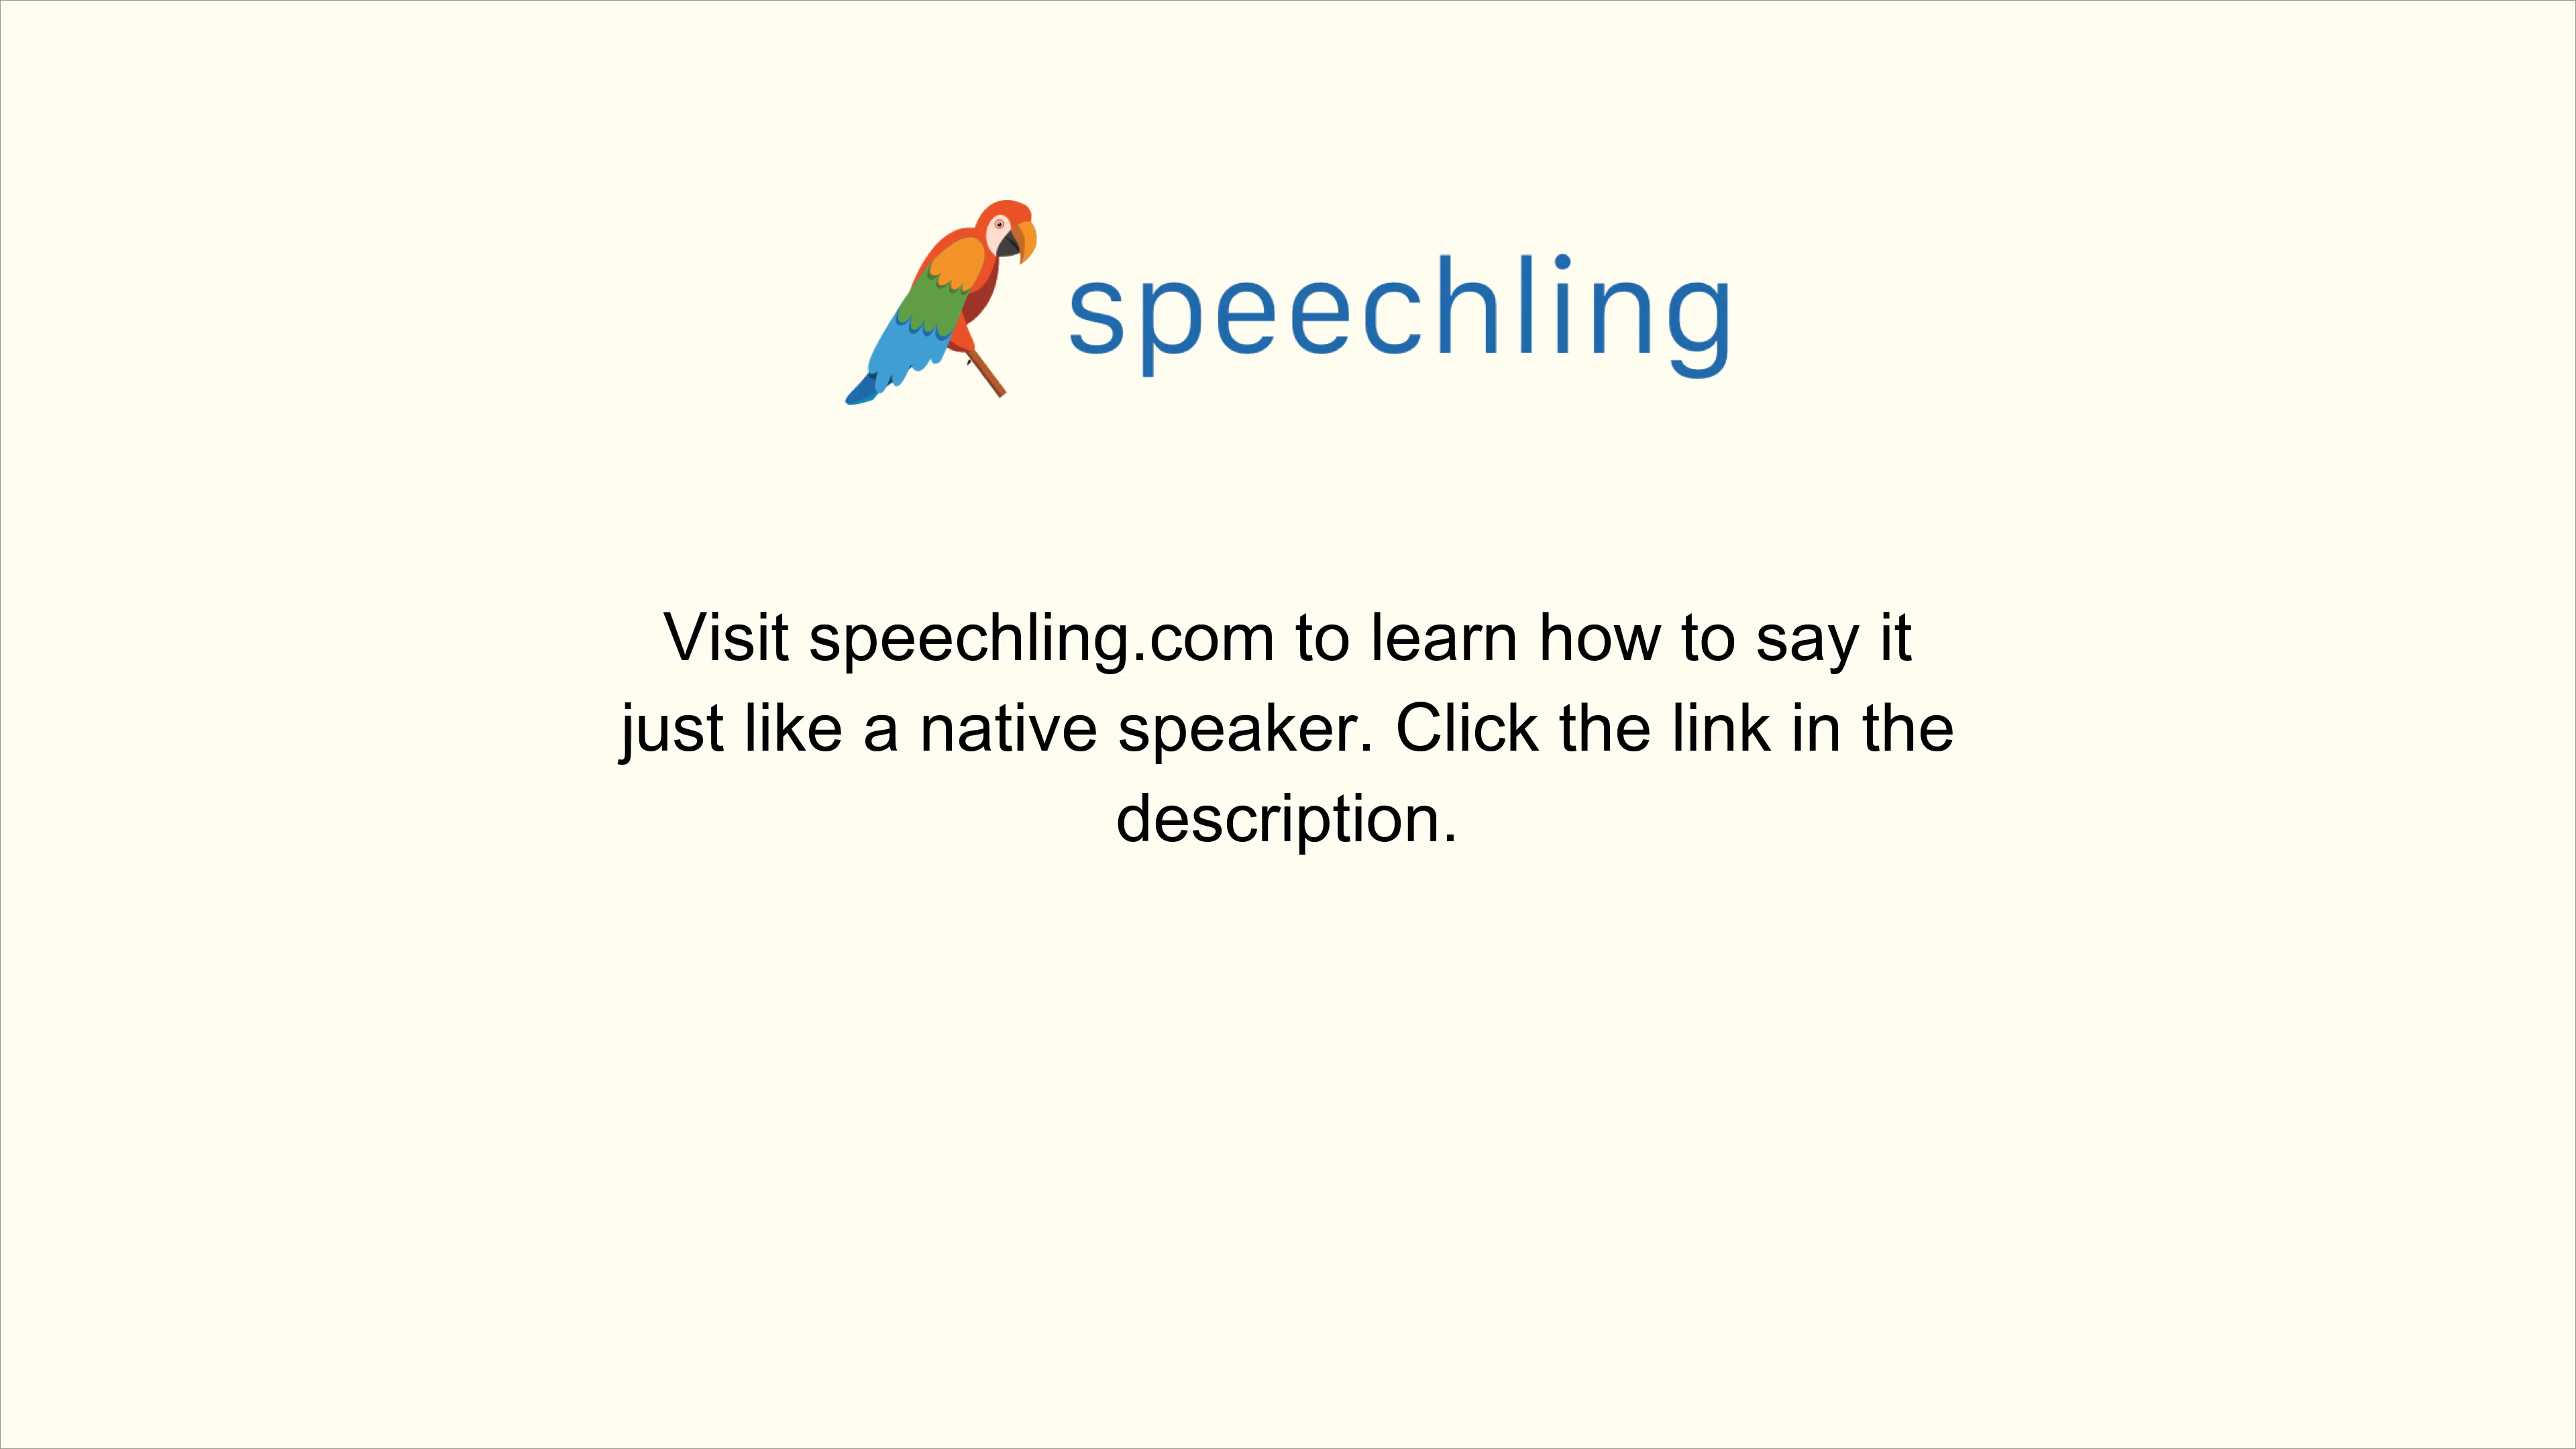 speechling
Visit speechling.com to learn how to say it
just like a native speaker. Click the link in the
description.